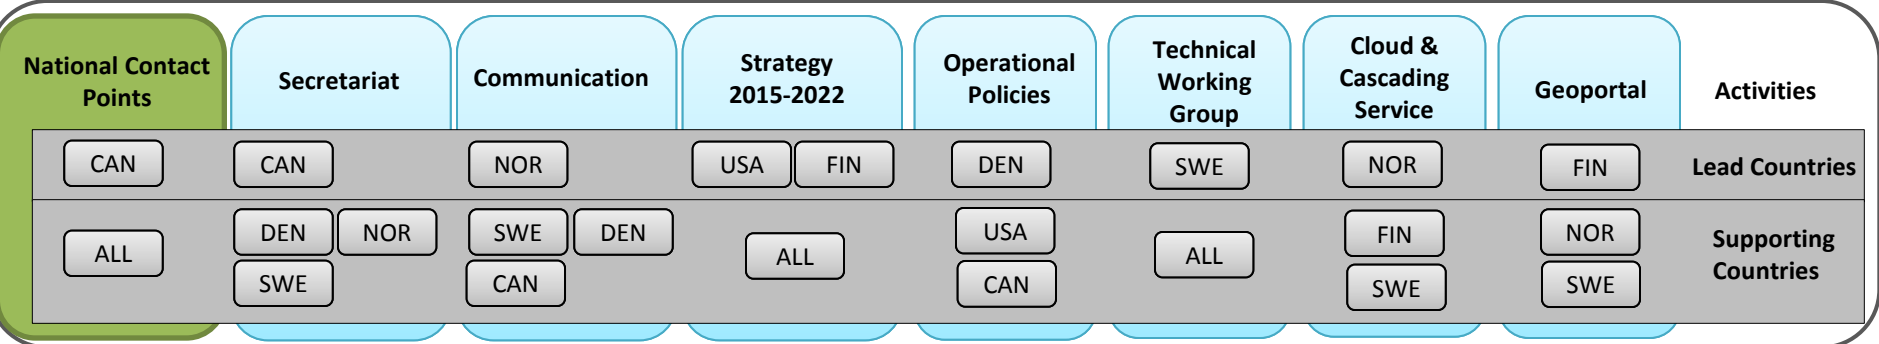 National Contact
Points
Secretariat
Communication
Strategy
2015-2022
Operational
Policies
Technical
Working
Group
Cloud &
Cascading
Service
Geoportal
Activities
CAN
CAN
NOR
USA
FIN
DEN
SWE
NOR
FIN
Lead Countries
ALL
DEN
NOR
SWE
SWE
DEN
CAN
ALL
USA
CAN
ALL
FIN
SWE
NOR
SWE
Supporting
Countries